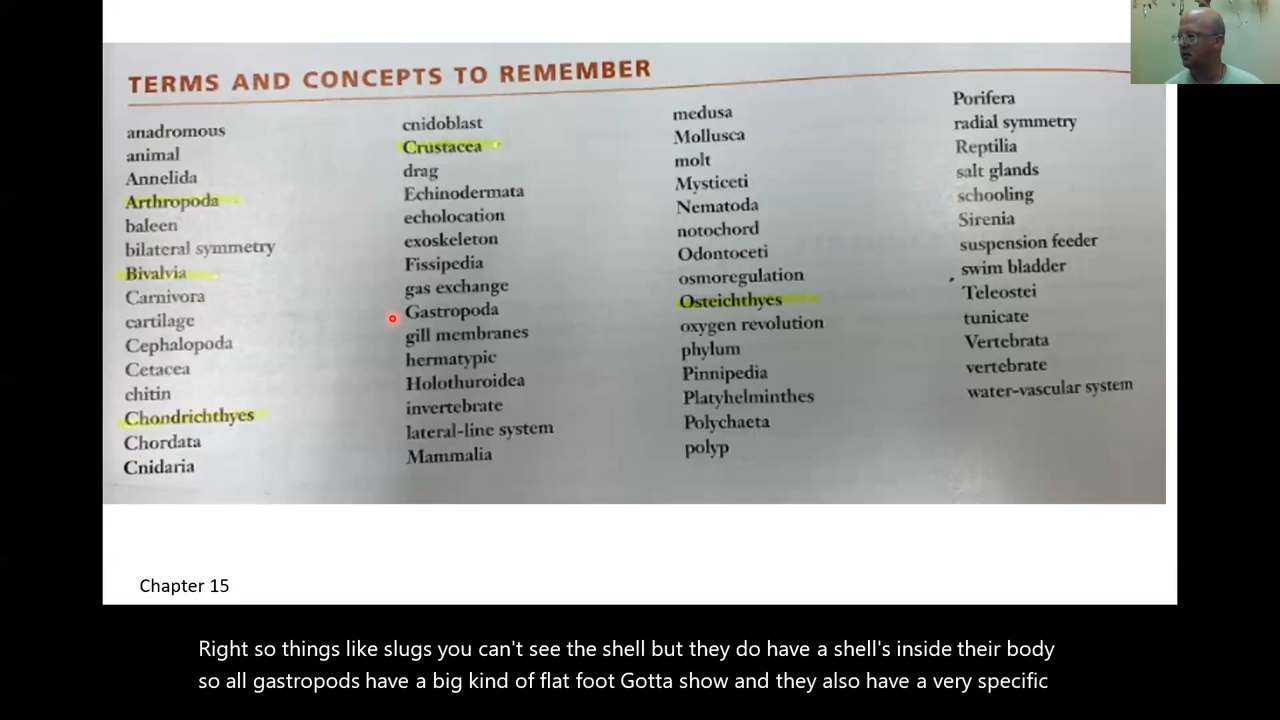 TERMS AND CONCEPTS TO REMEMBER
anadromous
animal
Annelida
Arthropoda
baleen
bilateral symmetry
Bivalvia
Carnivora
cartilage
Cephalopoda
Cetacea
chitin
Chondrichthyes
Chordata
Cnidaria
cnidoblast
Crustacea
drag
Echinodermata
echolocation
exoskeleton
Fissipedia
gas exchange
Gastropoda
gill membranes
hermatypic
Holothuroidea
invertebrate
lateral-line system
Mammalia
medusa
Mollusca
molt
Mysticeti
Nematoda
notochord
Odontoceti
osmoregulation
Osteichthyes
oxygen revolution
phylum
Pinnipedia
Platyhelminthes
Polychaeta
polyp
Porifera
radial symmetry
Reptilia
salt glands
schooling
Sirenia
suspension feeder
swim bladder
Teleostei
tunicate
Vertebrata
vertebrate
water-vascular system
Chapter 15
Right so things like slugs you can't see the shell but they do have a shell's inside their body
so all gastropods have a big kind of flat foot Gotta show and they also have a very specific